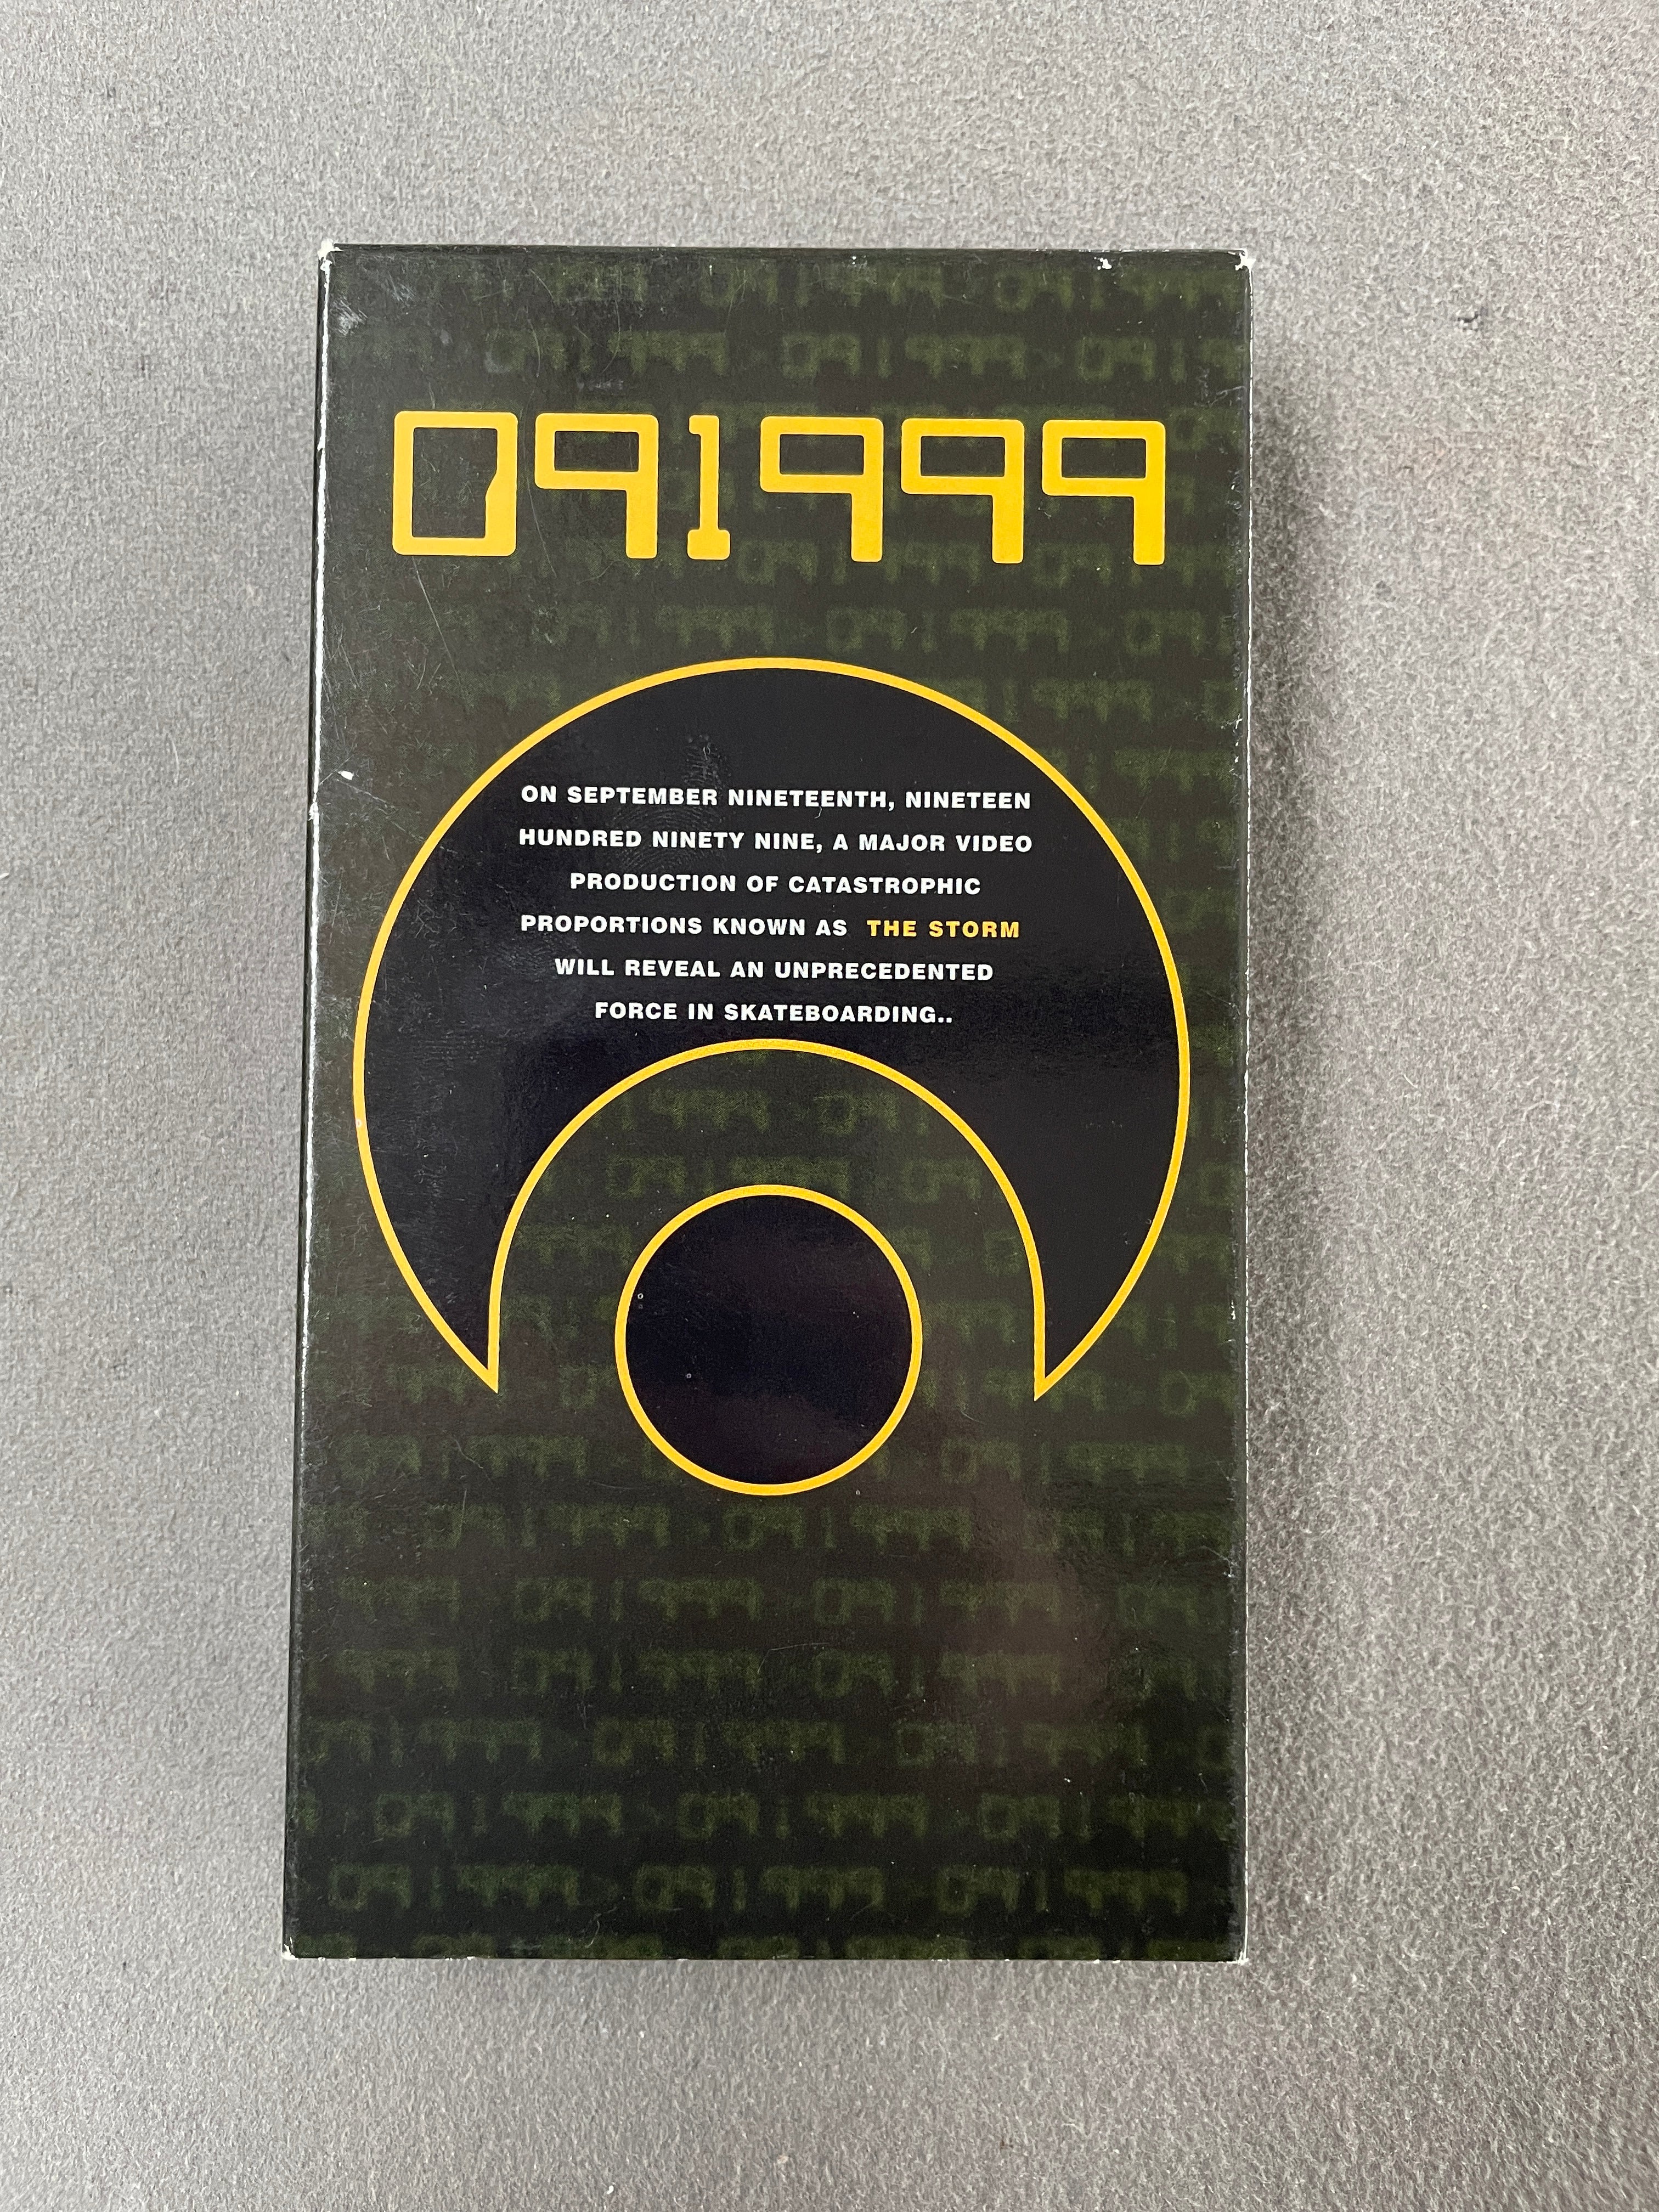 091999
ON SEPTEMBER NINETEENTH, NINETEEN
HUNDRED NINETY NINE, A MAJOR VIDEO
PRODUCTION OF CATASTROPHIC
PROPORTIONS KNOWN AS THE STORM
WILL REVEAL AN UNPRECEDENTED
FORCE IN SKATEBOARDING..